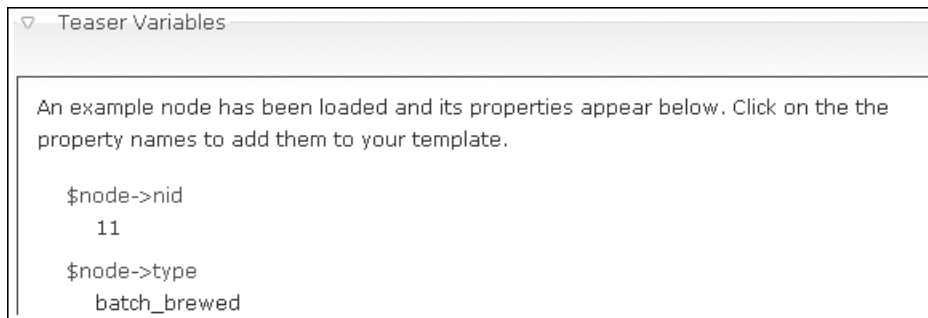 Teaser Variables
An example node has been loaded and its properties appear below. Click on the the
property names to add them to your template.
$node->nid
11
$node->type
batch_brewed